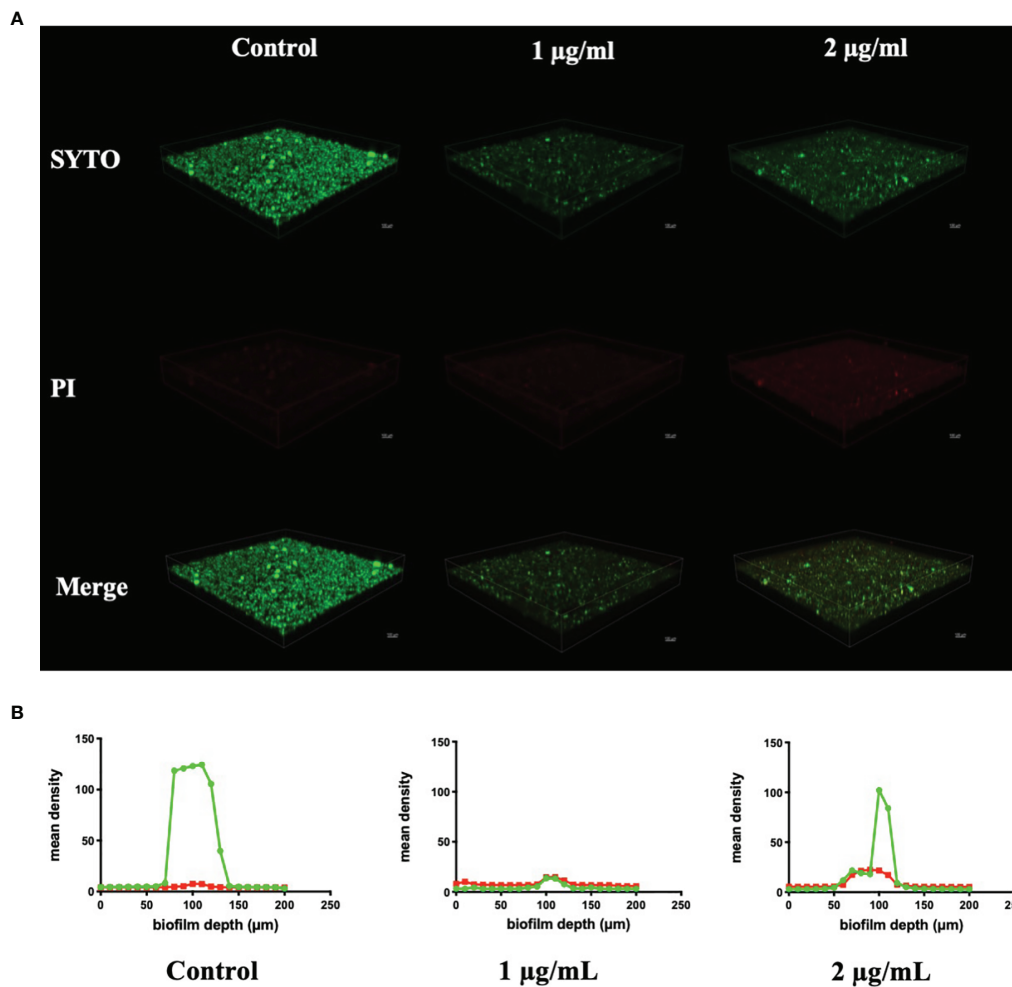 A
Control 1 µg/ml 2 µg/ml
SYTO
PI
Merge
B
150 150 150
100 100 100
50 50 50
0 0 0
mean density mean density mean density
0 50 100 150 200 250 0 50 100 150 200 250 0 50 100 150 200
biofilm depth (µm) biofilm depth (µm) biofilm depth (µm)
Control 1 µg/mL 2 µg/mL